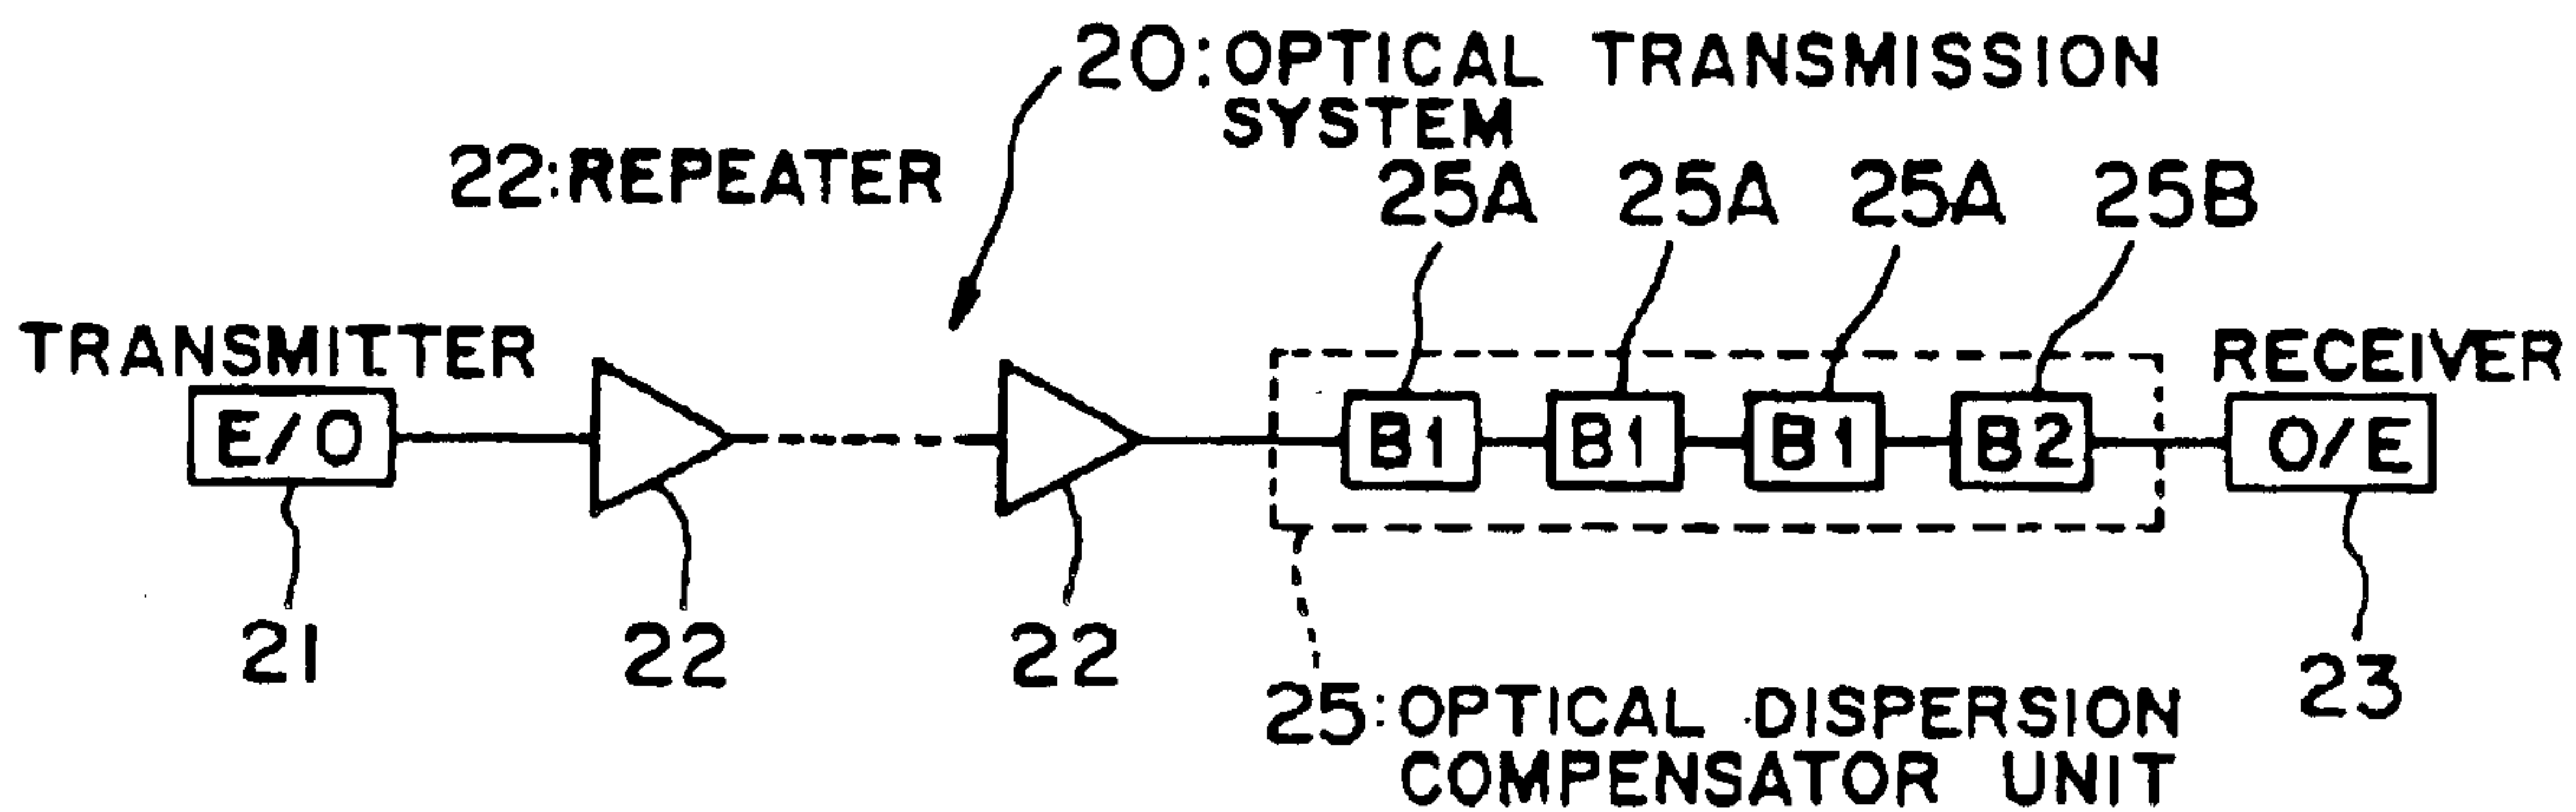 20:OPTICAL TRANSMISSION
SYSTEM
22:REPEATER
25A 25A 25A 25B
TRANSMITTER
RECEIVER
E/O
B1 B1 B1 B2
O/E
21
22
22
23
25:OPTICAL DISPERSION
COMPENSATOR UNIT